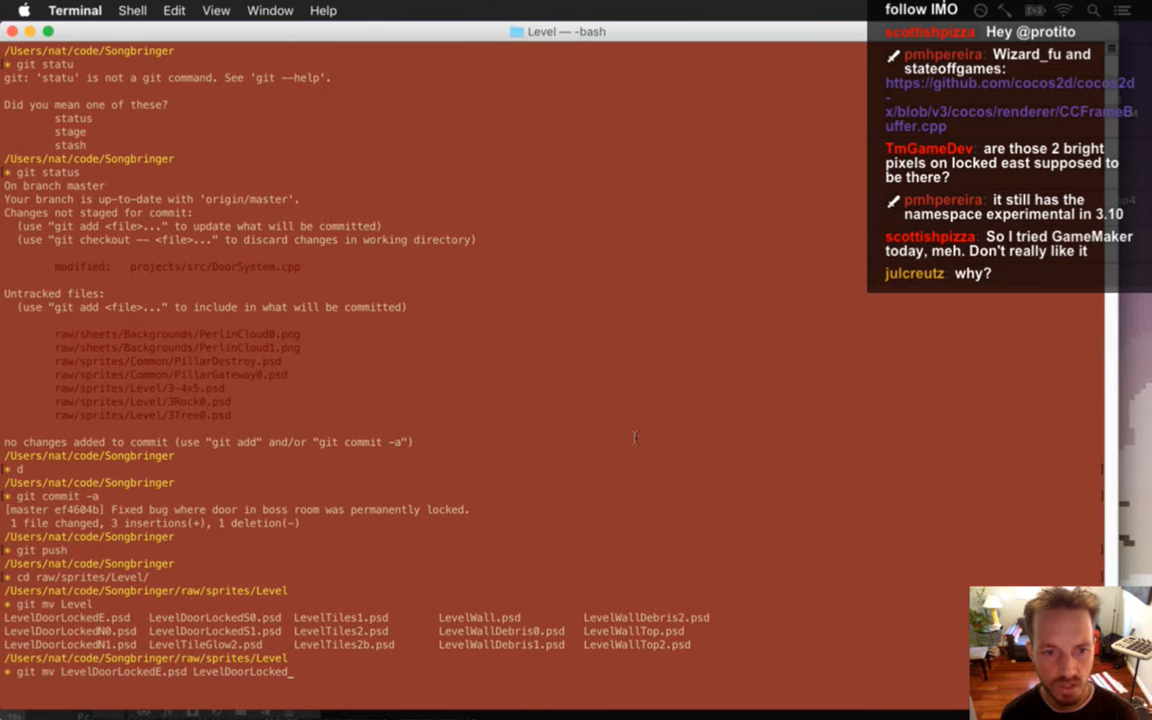 Terminal Shell Edit View Window Help
follow IMO
Level — -bash
/Users/nat/code/Songbringer
* git statu
git: 'statu' is not a git command. See 'git --help'.
Did you mean one of these?
status
stage
stash
/Users/nat/code/Songbringer
* git status
On branch master
Your branch is up-to-date with 'origin/master'.
Changes not staged for commit:
(use "git add <file>..." to update what will be committed)
(use "git checkout -- <file>..." to discard changes in working directory)
modified: projects/src/DoorSystem.cpp
Untracked files:
(use "git add <file>..." to include in what will be committed)
raw/sheets/Backgrounds/PerlinCloud0.png
raw/sheets/Backgrounds/PerlinCloud1.png
raw/sprites/Common/PillarDestroy.psd
raw/sprites/Common/PillarGateway0.psd
raw/sprites/Level/3-4x5.psd
raw/sprites/Level/3Rock0.psd
raw/sprites/Level/3Tree0.psd
no changes added to commit (use "git add" and/or "git commit -a")
/Users/nat/code/Songbringer
* d
/Users/nat/code/Songbringer
* git commit -a
[master ef4604b] Fixed bug where door in boss room was permanently locked.
1 file changed, 3 insertions(+), 1 deletion(-)
/Users/nat/code/Songbringer
* git push
/Users/nat/code/Songbringer
* cd raw/sprites/Level/
/Users/nat/code/Songbringer/raw/sprites/Level
* git mv Level
LevelDoorLockedE.psd LevelDoorLockedS0.psd LevelTiles1.psd LevelWall.psd LevelWallDebris2.psd
LevelDoorLockedN0.psd LevelDoorLockedS1.psd LevelTiles2.psd LevelWallDebris0.psd LevelWallTop.psd
LevelDoorLockedN1.psd LevelTileGlow2.psd LevelTiles2b.psd LevelWallDebris1.psd LevelWallTop2.psd
/Users/nat/code/Songbringer/raw/sprites/Level
* git mv LevelDoorLockedE.psd LevelDoorLocked_
scottishpizza Hey @protito
pmhpereira: Wizard_fu and
stateoffgames:
https://github.com/cocos2d/cocos2d
-
x/blob/v3/cocos/renderer/CCFrameB
uffer.cpp
TmGameDev: are those 2 bright
pixels on locked east supposed to
be there?
pmhpereira: it still has the
namespace experimental in 3.10
scottishpizza: So I tried GameMaker
today, meh. Don't really like it
julcreutz: why?